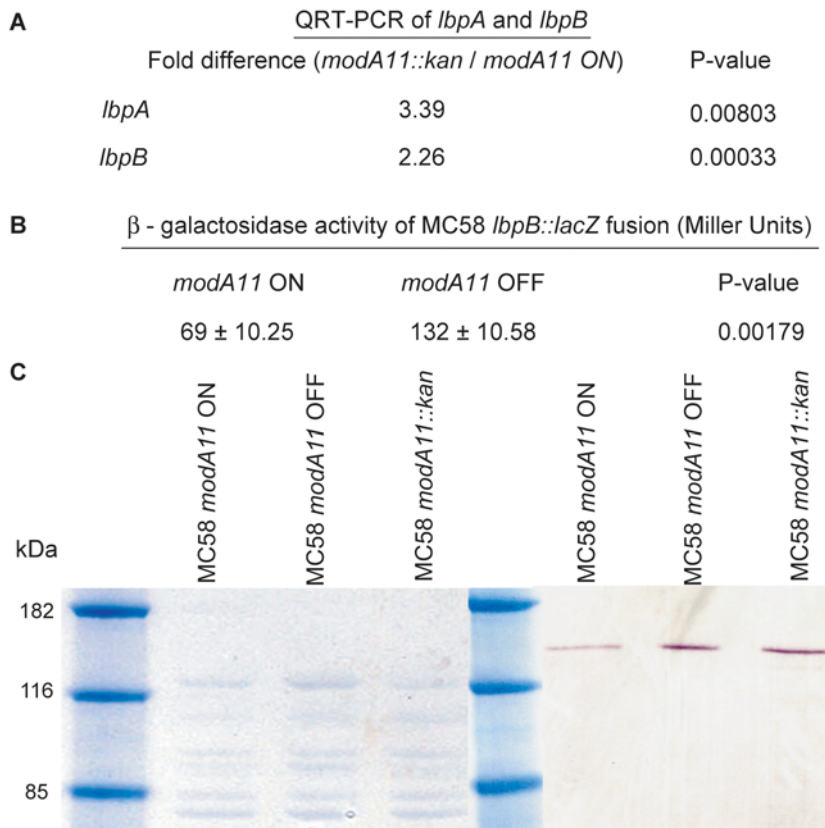 A
QRT-PCR of lbpA and lbpB
Fold difference (modA11::kan / modA11 ON) P-value
lbpA 3.39 0.00803
lbpB 2.26 0.00033
B
β - galactosidase activity of MC58 lbpB::lacZ fusion (Miller Units)
modA11 ON modA11 OFF P-value
69 ± 10.25 132 ± 10.58 0.00179
C
MC58 modA11 ON
MC58 modA11 OFF
MC58 modA11::kan
MC58 modA11 ON
MC58 modA11 OFF
MC58 modA11::kan
kDa
182
116
85